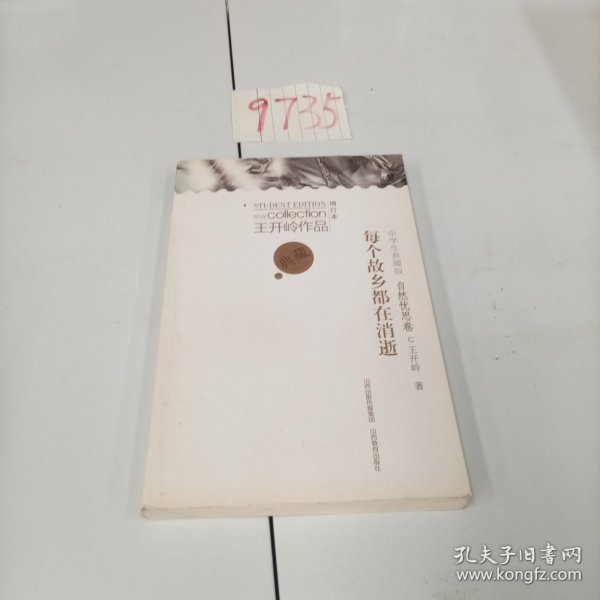 9735
STUDENT EDITION
collection
王开岭作品
增订本
典藏
中学生典藏版
自然忧思卷
C
王开岭 著
每个故乡都在消逝
山西出版传媒集团
山西教育出版社
孔夫子旧书网
www.kongfz.com